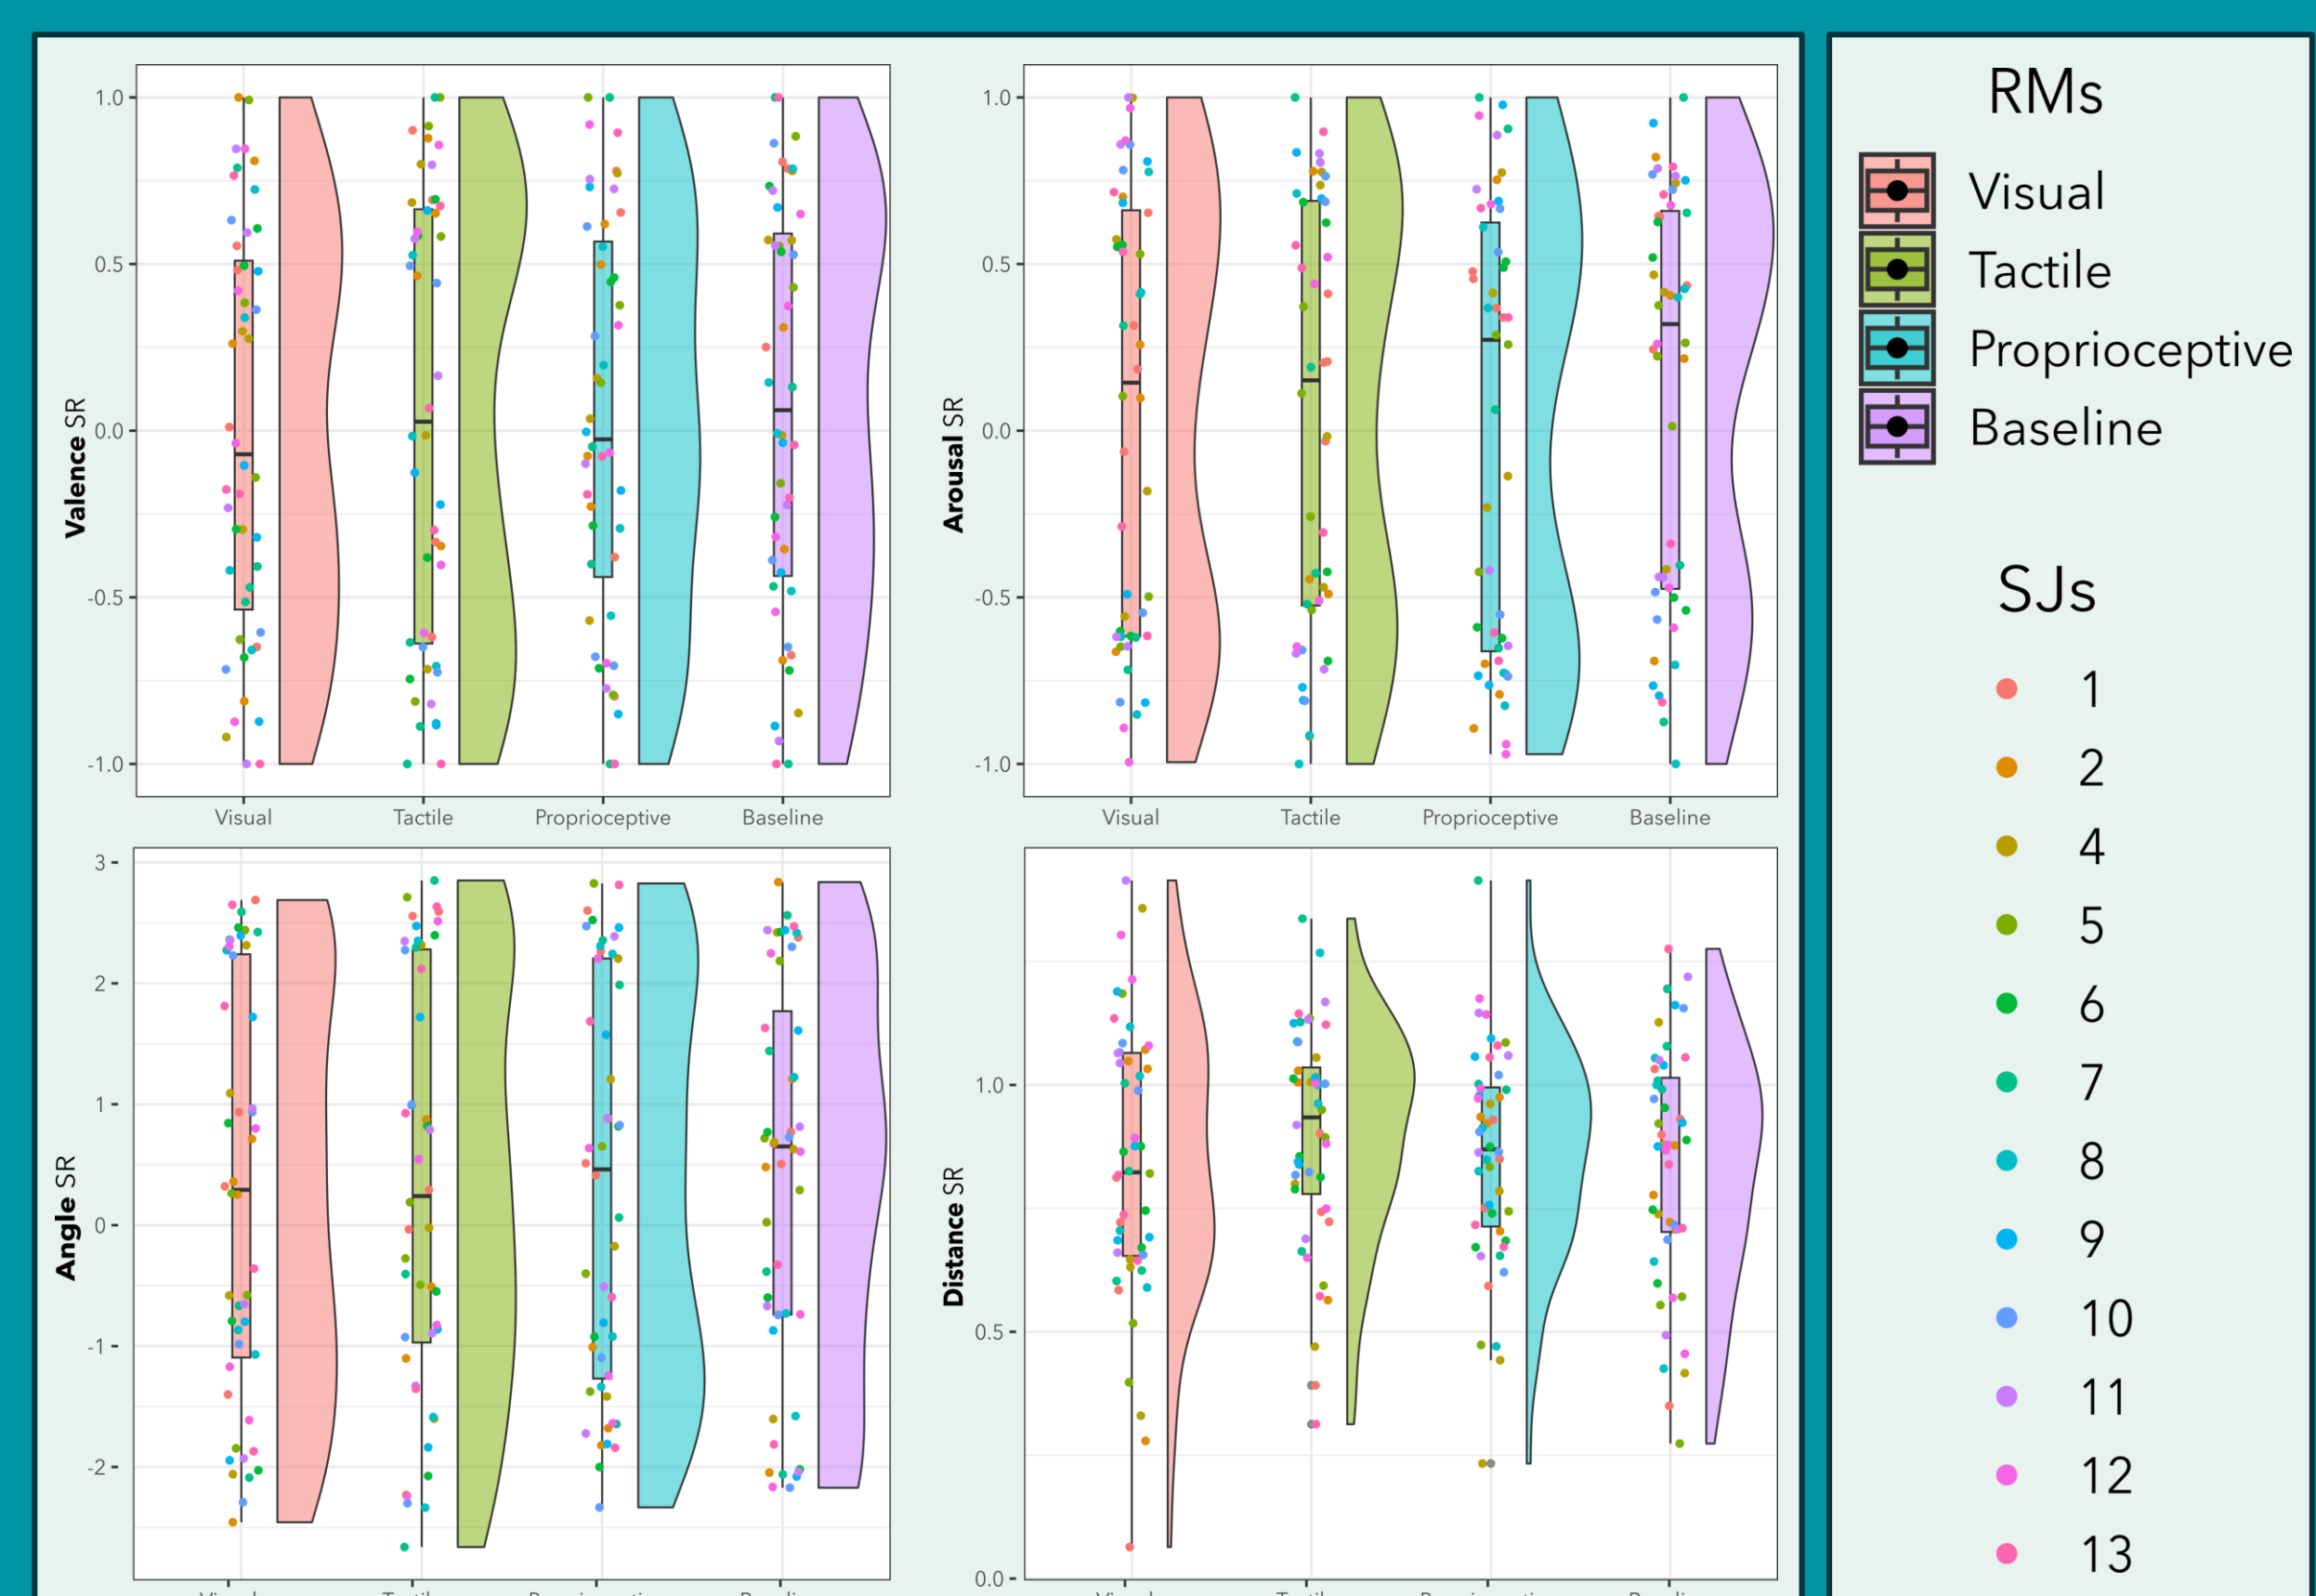 1.0
0.5
0.0
-0.5
-1.0
Valence SR
Visual Tactile Proprioceptive Baseline
1.0
0.5
0.0
-0.5
-1.0
Arousal SR
Visual Tactile Proprioceptive Baseline
3
2
1
0
-1
-2
Angle SR
1.0
0.5
0.0
Distance SR
RMs
Visual
Tactile
Proprioceptive
Baseline
SJs
1
2
4
5
6
7
8
9
10
11
12
13